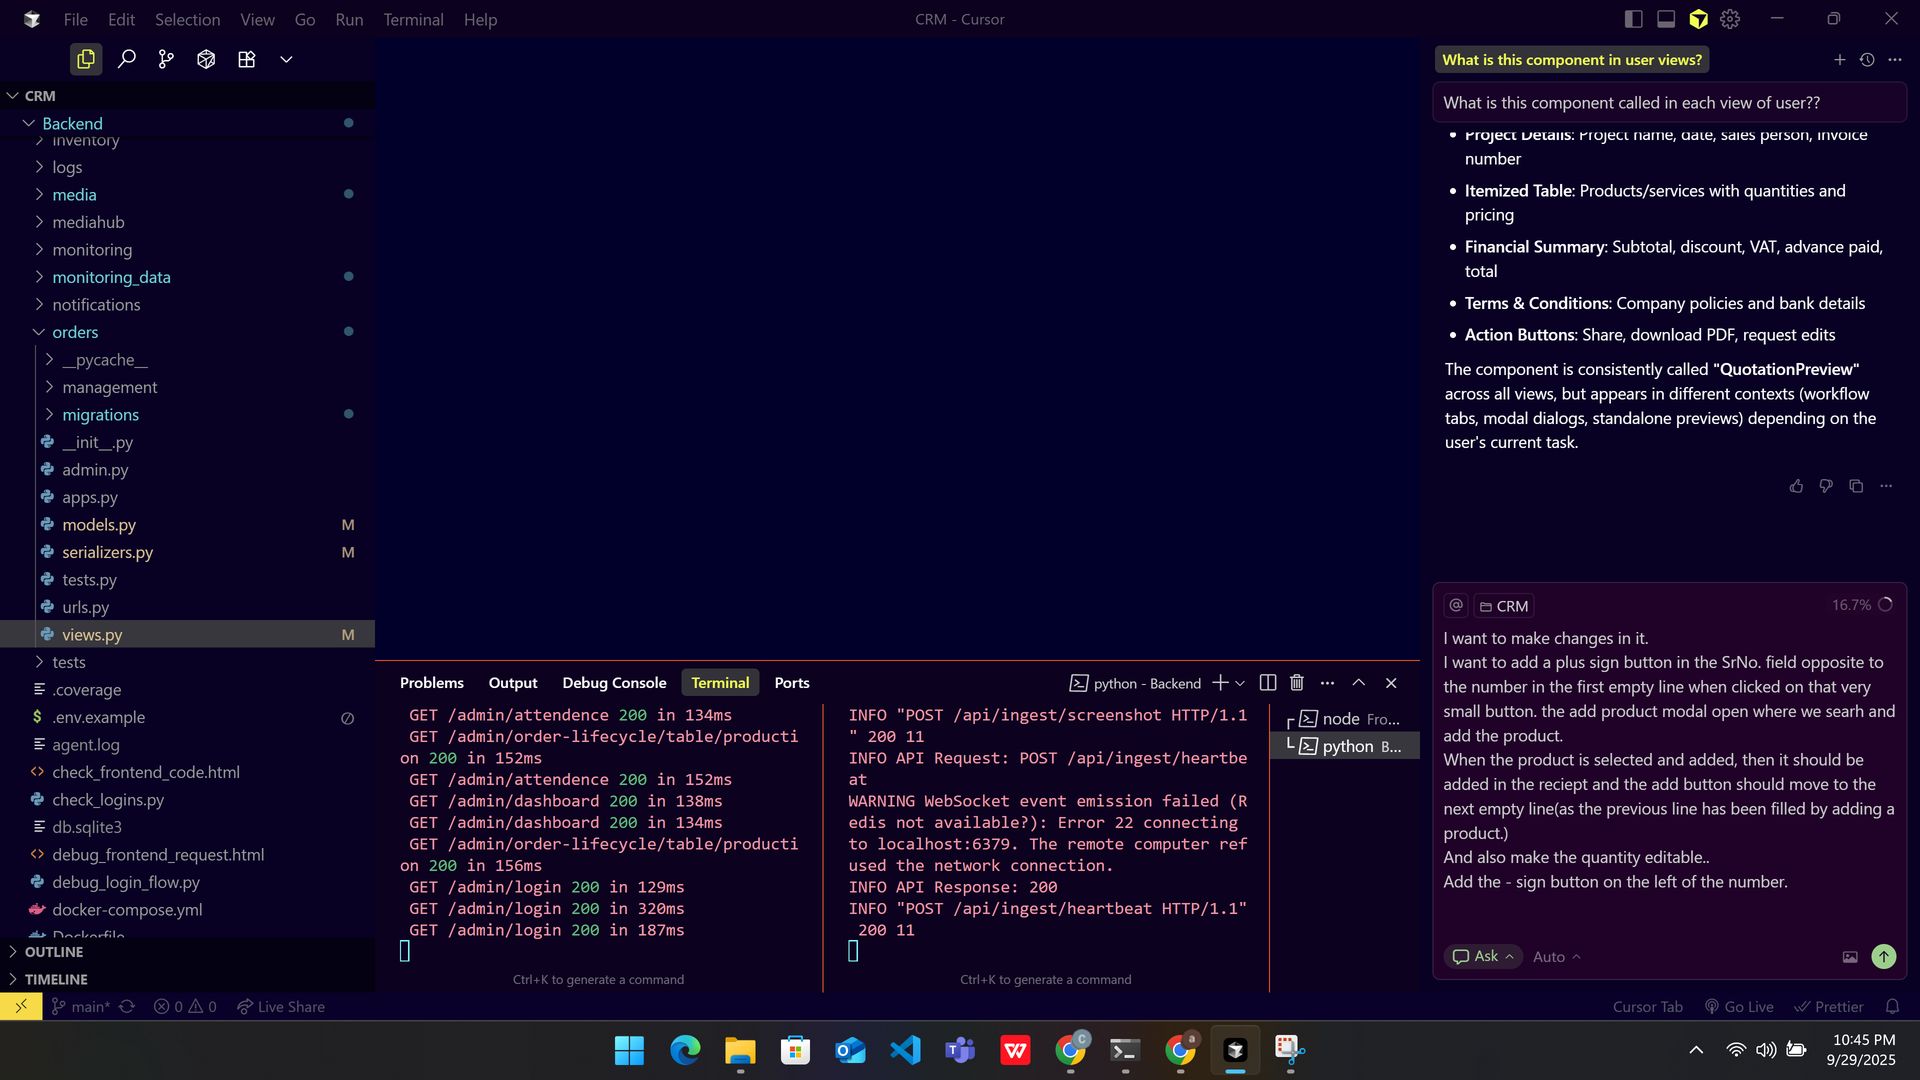 File Edit Selection View Go Run Terminal Help
CRM - Cursor
CRM
Backend
inventory
logs
media
mediahub
monitoring
monitoring_data
notifications
orders
__pycache__
management
migrations
__init__.py
admin.py
apps.py
models.py M
serializers.py M
tests.py
urls.py
views.py M
tests
.coverage
$ .env.example
agent.log
check_frontend_code.html
check_logins.py
db.sqlite3
debug_frontend_request.html
debug_login_flow.py
docker-compose.yml
Dockerfile
OUTLINE
TIMELINE
Problems Output Debug Console Terminal Ports
python - Backend
GET /admin/attendence 200 in 134ms
GET /admin/order-lifecycle/table/producti
on 200 in 152ms
GET /admin/attendence 200 in 152ms
GET /admin/dashboard 200 in 138ms
GET /admin/dashboard 200 in 134ms
GET /admin/order-lifecycle/table/producti
on 200 in 156ms
GET /admin/login 200 in 129ms
GET /admin/login 200 in 320ms
GET /admin/login 200 in 187ms
Ctrl+K to generate a command
INFO "POST /api/ingest/screenshot HTTP/1.1
" 200 11
INFO API Request: POST /api/ingest/heartbe
at
WARNING WebSocket event emission failed (R
edis not available?): Error 22 connecting
to localhost:6379. The remote computer ref
used the network connection.
INFO API Response: 200
INFO "POST /api/ingest/heartbeat HTTP/1.1"
200 11
Ctrl+K to generate a command
node Fro...
python B...
What is this component in user views?
What is this component called in each view of user??
• Project Details: Project name, date, sales person, invoice
number
• Itemized Table: Products/services with quantities and
pricing
• Financial Summary: Subtotal, discount, VAT, advance paid,
total
• Terms & Conditions: Company policies and bank details
• Action Buttons: Share, download PDF, request edits
The component is consistently called "QuotationPreview"
across all views, but appears in different contexts (workflow
tabs, modal dialogs, standalone previews) depending on the
user's current task.
@ CRM 16.7%
I want to make changes in it.
I want to add a plus sign button in the SrNo. field opposite to
the number in the first empty line when clicked on that very
small button. the add product modal open where we searh and
add the product.
When the product is selected and added, then it should be
added in the reciept and the add button should move to the
next empty line(as the previous line has been filled by adding a
product.)
And also make the quantity editable..
Add the - sign button on the left of the number.
Ask Auto
main* 0 0 Live Share
Cursor Tab Go Live Prettier
10:45 PM
9/29/2025